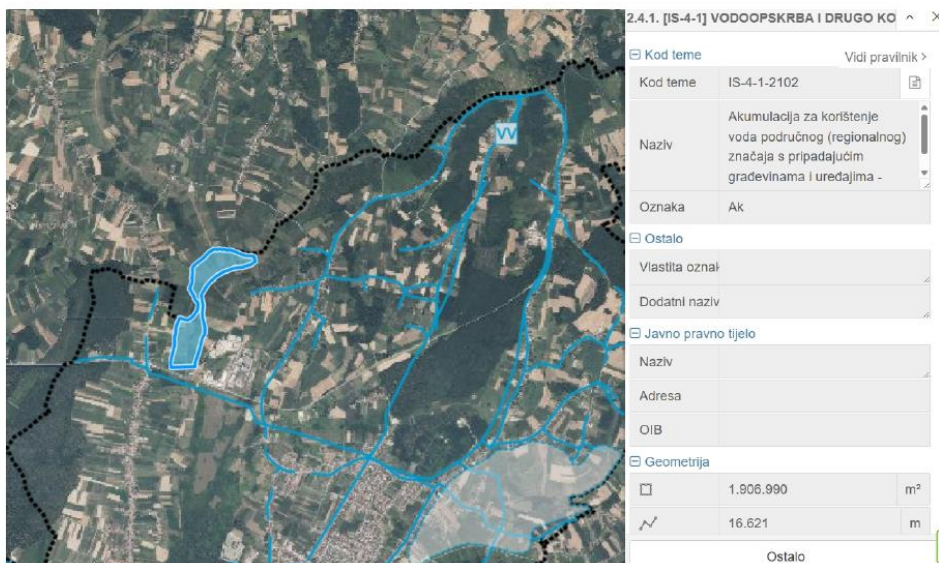 VV
2.4.1. [IS-4-1] VODOOPSKRBA I DRUGO KO
Kod teme Vidi pravilnik >
Kod teme IS-4-1-2102
Naziv Akumulacija za korištenje
voda područnog (regionalnog)
značaja s pripadajućim
građevinama i uređajima -
Oznaka Ak
Ostalo
Vlastita oznak
Dodatni naziv
Javno pravno tijelo
Naziv
Adresa
OIB
Geometrija
1.906.990 m²
16.621 m
Ostalo